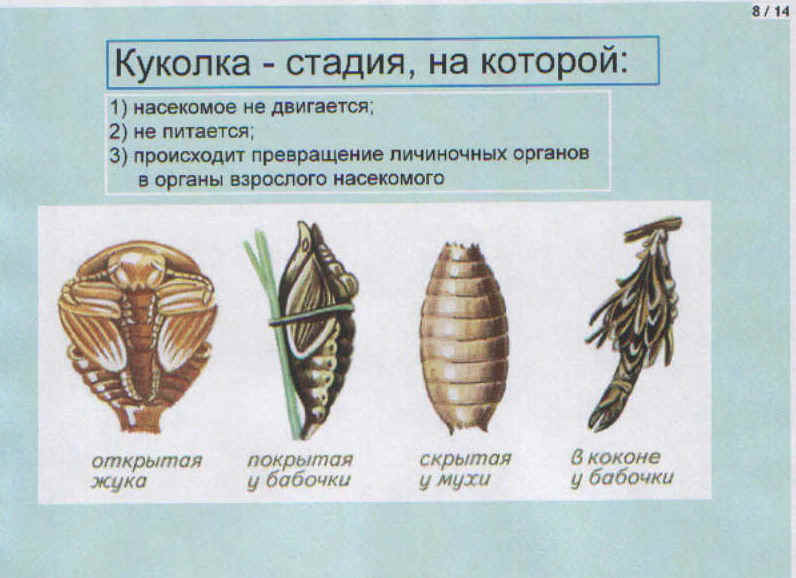 8 / 14
Куколка - стадия, на которой:
1) насекомое не двигается;
2) не питается;
3) происходит превращение личиночных органов
в органы взрослого насекомого
открытая
жука
покрытая
у бабочки
скрытая
у мухи
в коконе
у бабочки